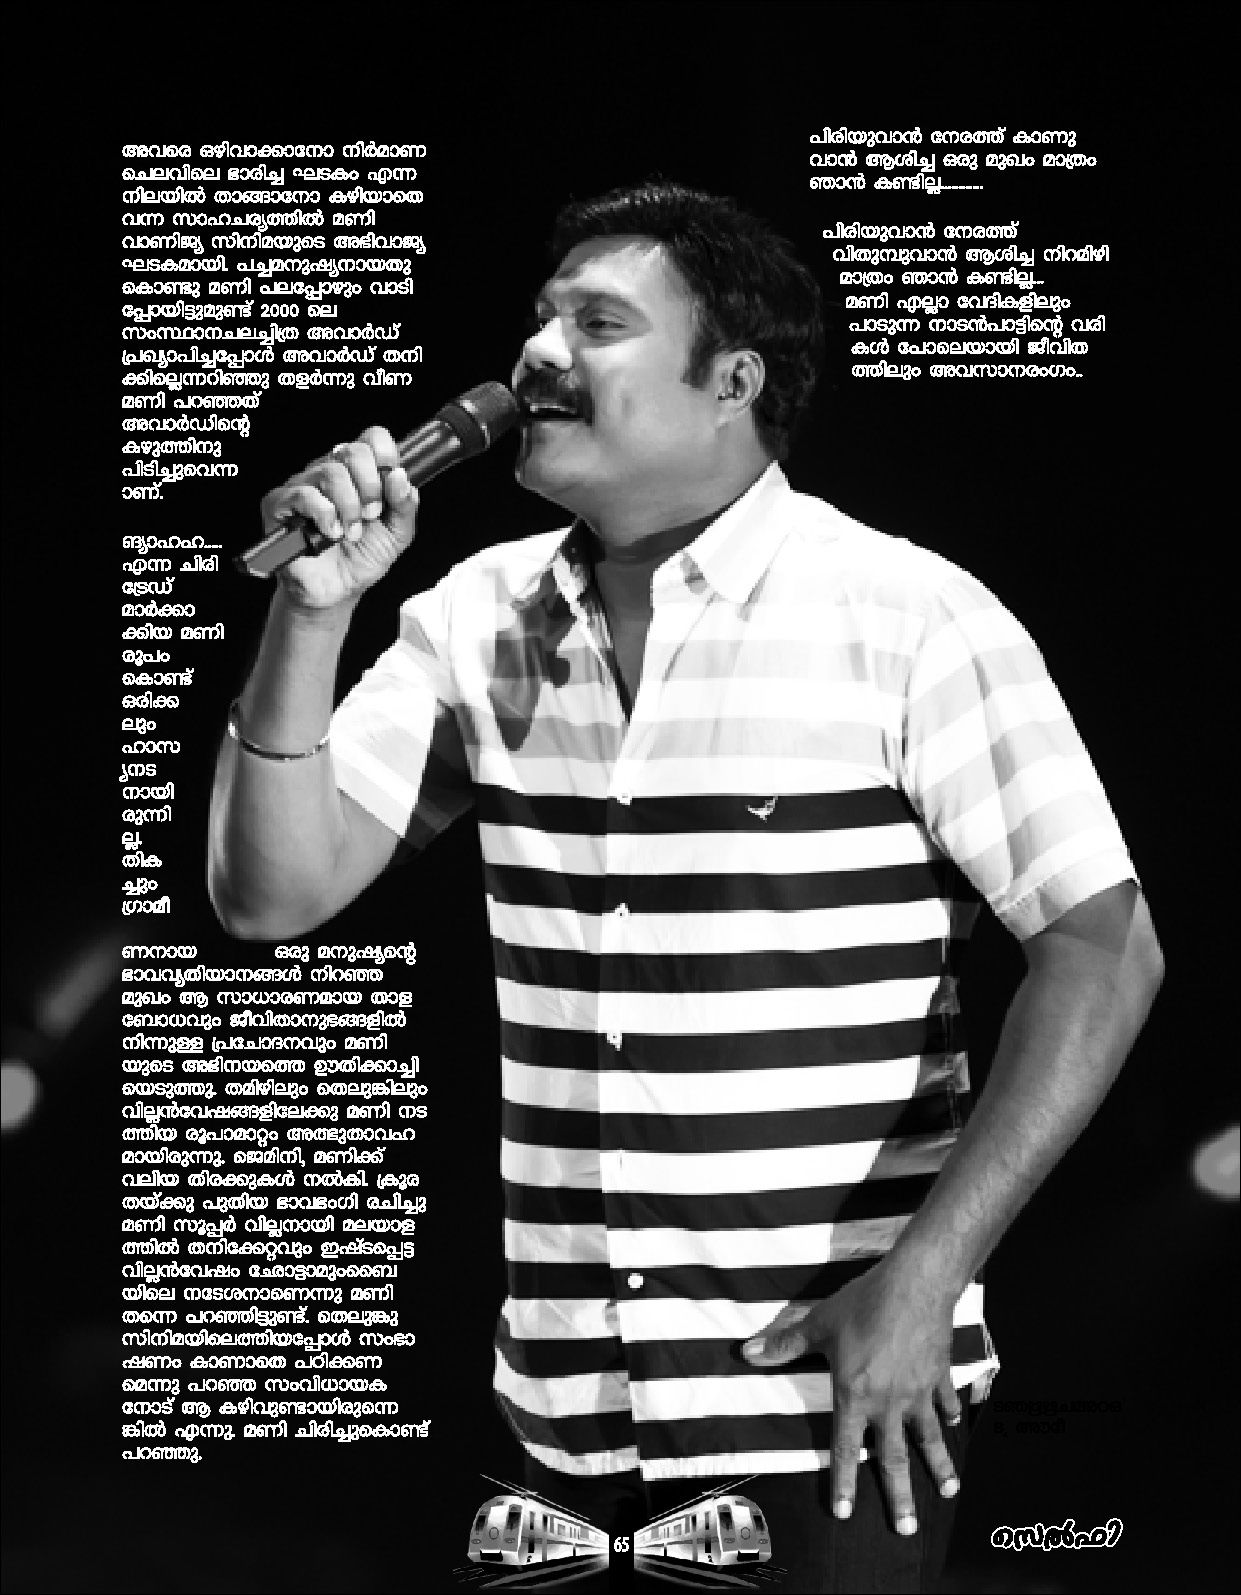 അവരെ ഒഴിവാക്കാനോ നിർമാണ
ചെലവിലെ ഭാരിച്ച ഘടകം എന്ന
നിലയിൽ താങ്ങാനോ കഴിയാതെ
വന്ന സാഹചര്യത്തിൽ മണി
വാണിജ്യ സിനിമയുടെ അഭിവാജ്യ
ഘടകമായി. പച്ചമനുഷ്യനായതു
കൊണ്ടു മണി പലപ്പോഴും വാടി
പ്പോയിട്ടുമുണ്ട് 2000 ലെ
സംസ്ഥാനചലച്ചിത്ര അവാർഡ്
പ്രഖ്യാപിച്ചപ്പോൾ അവാർഡ് തനി
ക്കില്ലെന്നറിഞ്ഞു തളർന്നു വീണ
മണി പറഞ്ഞത്
അവാർഡിന്റെ
കഴുത്തിനു
പിടിച്ചുവെന്ന
ാണ്.
ങ്യാഹഹ.....
എന്ന ചിരി
ട്രേഡ്
മാർക്കാ
ക്കിയ മണി
രൂപം
കൊണ്ട്
ഒരിക്ക
ലും
ഹാസ
്യനട
നായി
രുന്നി
ല്ല.
തിക
ച്ചും
ഗ്രാമീ
ണനായ ഒരു മനുഷ്യന്റെ
ഭാവവ്യതിയാനങ്ങൾ നിറഞ്ഞ
മുഖം ആ സാധാരണമായ താള
ബോധവും ജീവിതാനുഭങ്ങളിൽ
നിന്നുള്ള പ്രചോദനവും മണി
യുടെ അഭിനയത്തെ ഊതിക്കാച്ചി
യെടുത്തു. തമിഴിലും തെലുങ്കിലും
വില്ലൻവേഷങ്ങളിലേക്കു മണി നട
ത്തിയ രൂപാമാറ്റം അത്ഭുതാവഹ
മായിരുന്നു. ജെമിനി, മണിക്ക്
വലിയ തിരക്കുകൾ നൽകി. ക്രൂര
തയ്ക്കു പുതിയ ഭാവഭംഗി രചിച്ചു
മണി സൂപ്പർ വില്ലനായി മലയാള
ത്തിൽ തനിക്കേറ്റവും ഇഷ്ടപ്പെട്ട
വില്ലൻവേഷം ഛോട്ടാമുംബൈ
യിലെ നടേശനാണെന്നു മണി
തന്നെ പറഞ്ഞിട്ടുണ്ട്. തെലുങ്കു
സിനിമയിലെത്തിയപ്പോൾ സംഭാ
ഷണം കാണാതെ പഠിക്കണ
മെന്നു പറഞ്ഞ സംവിധായക
നോട് ആ കഴിവുണ്ടായിരുന്നെ
ങ്കിൽ എന്നു. മണി ചിരിച്ചുകൊണ്ട്
പറഞ്ഞു.
പിരിയുവാൻ നേരത്ത് കാണു
വാൻ ആശിച്ച ഒരു മുഖം മാത്രം
ഞാൻ കണ്ടില്ല...........
പിരിയുവാൻ നേരത്ത്
വിതുമ്പുവാൻ ആശിച്ച നിറമിഴി
മാത്രം ഞാൻ കണ്ടില്ല...
മണി എല്ലാ വേദികളിലും
പാടുന്ന നാടൻപാട്ടിന്റെ വരി
കൾ പോലെയായി ജീവിത
ത്തിലും അവസാനരംഗം..
65
സെൽഫി